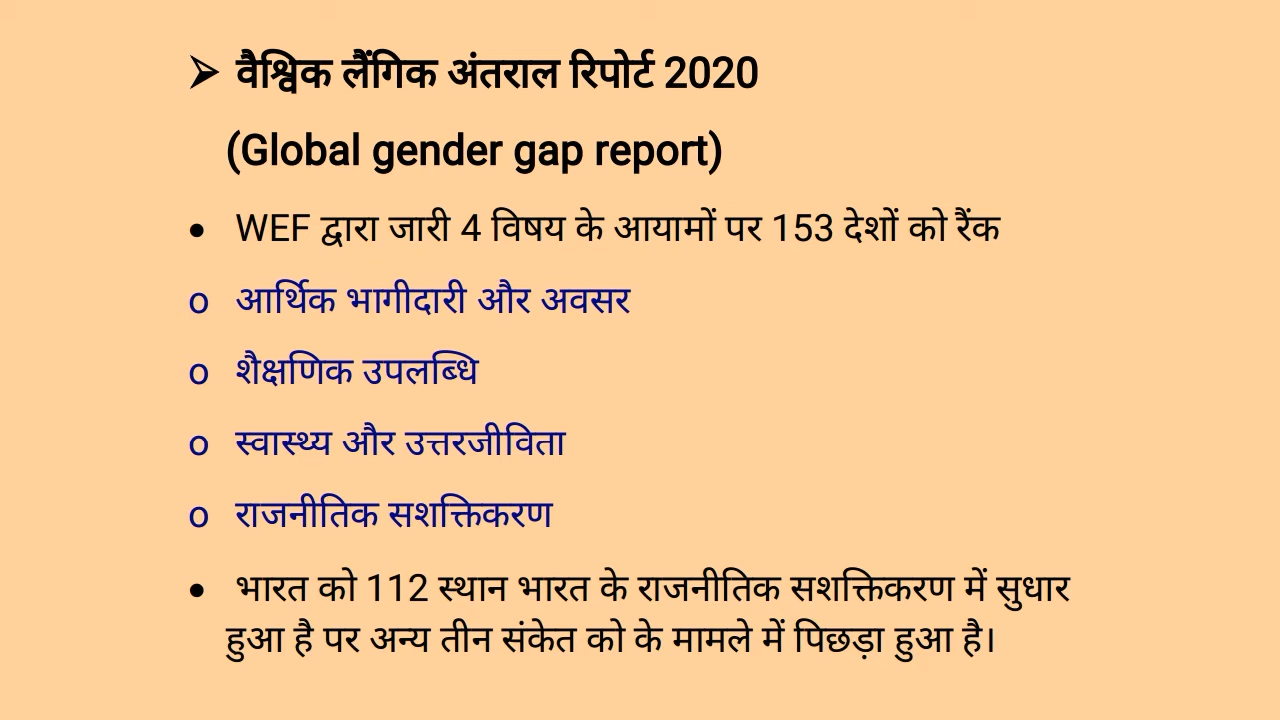 ➢ वैश्विक लैंगिक अंतराल रिपोर्ट 2020
(Global gender gap report)
• WEF द्वारा जारी 4 विषय के आयामों पर 153 देशों को रैंक
o आर्थिक भागीदारी और अवसर
o शैक्षणिक उपलब्धि
o स्वास्थ्य और उत्तरजीविता
o राजनीतिक सशक्तिकरण
• भारत को 112 स्थान भारत के राजनीतिक सशक्तिकरण में सुधार
हुआ है पर अन्य तीन संकेत को के मामले में पिछड़ा हुआ है।